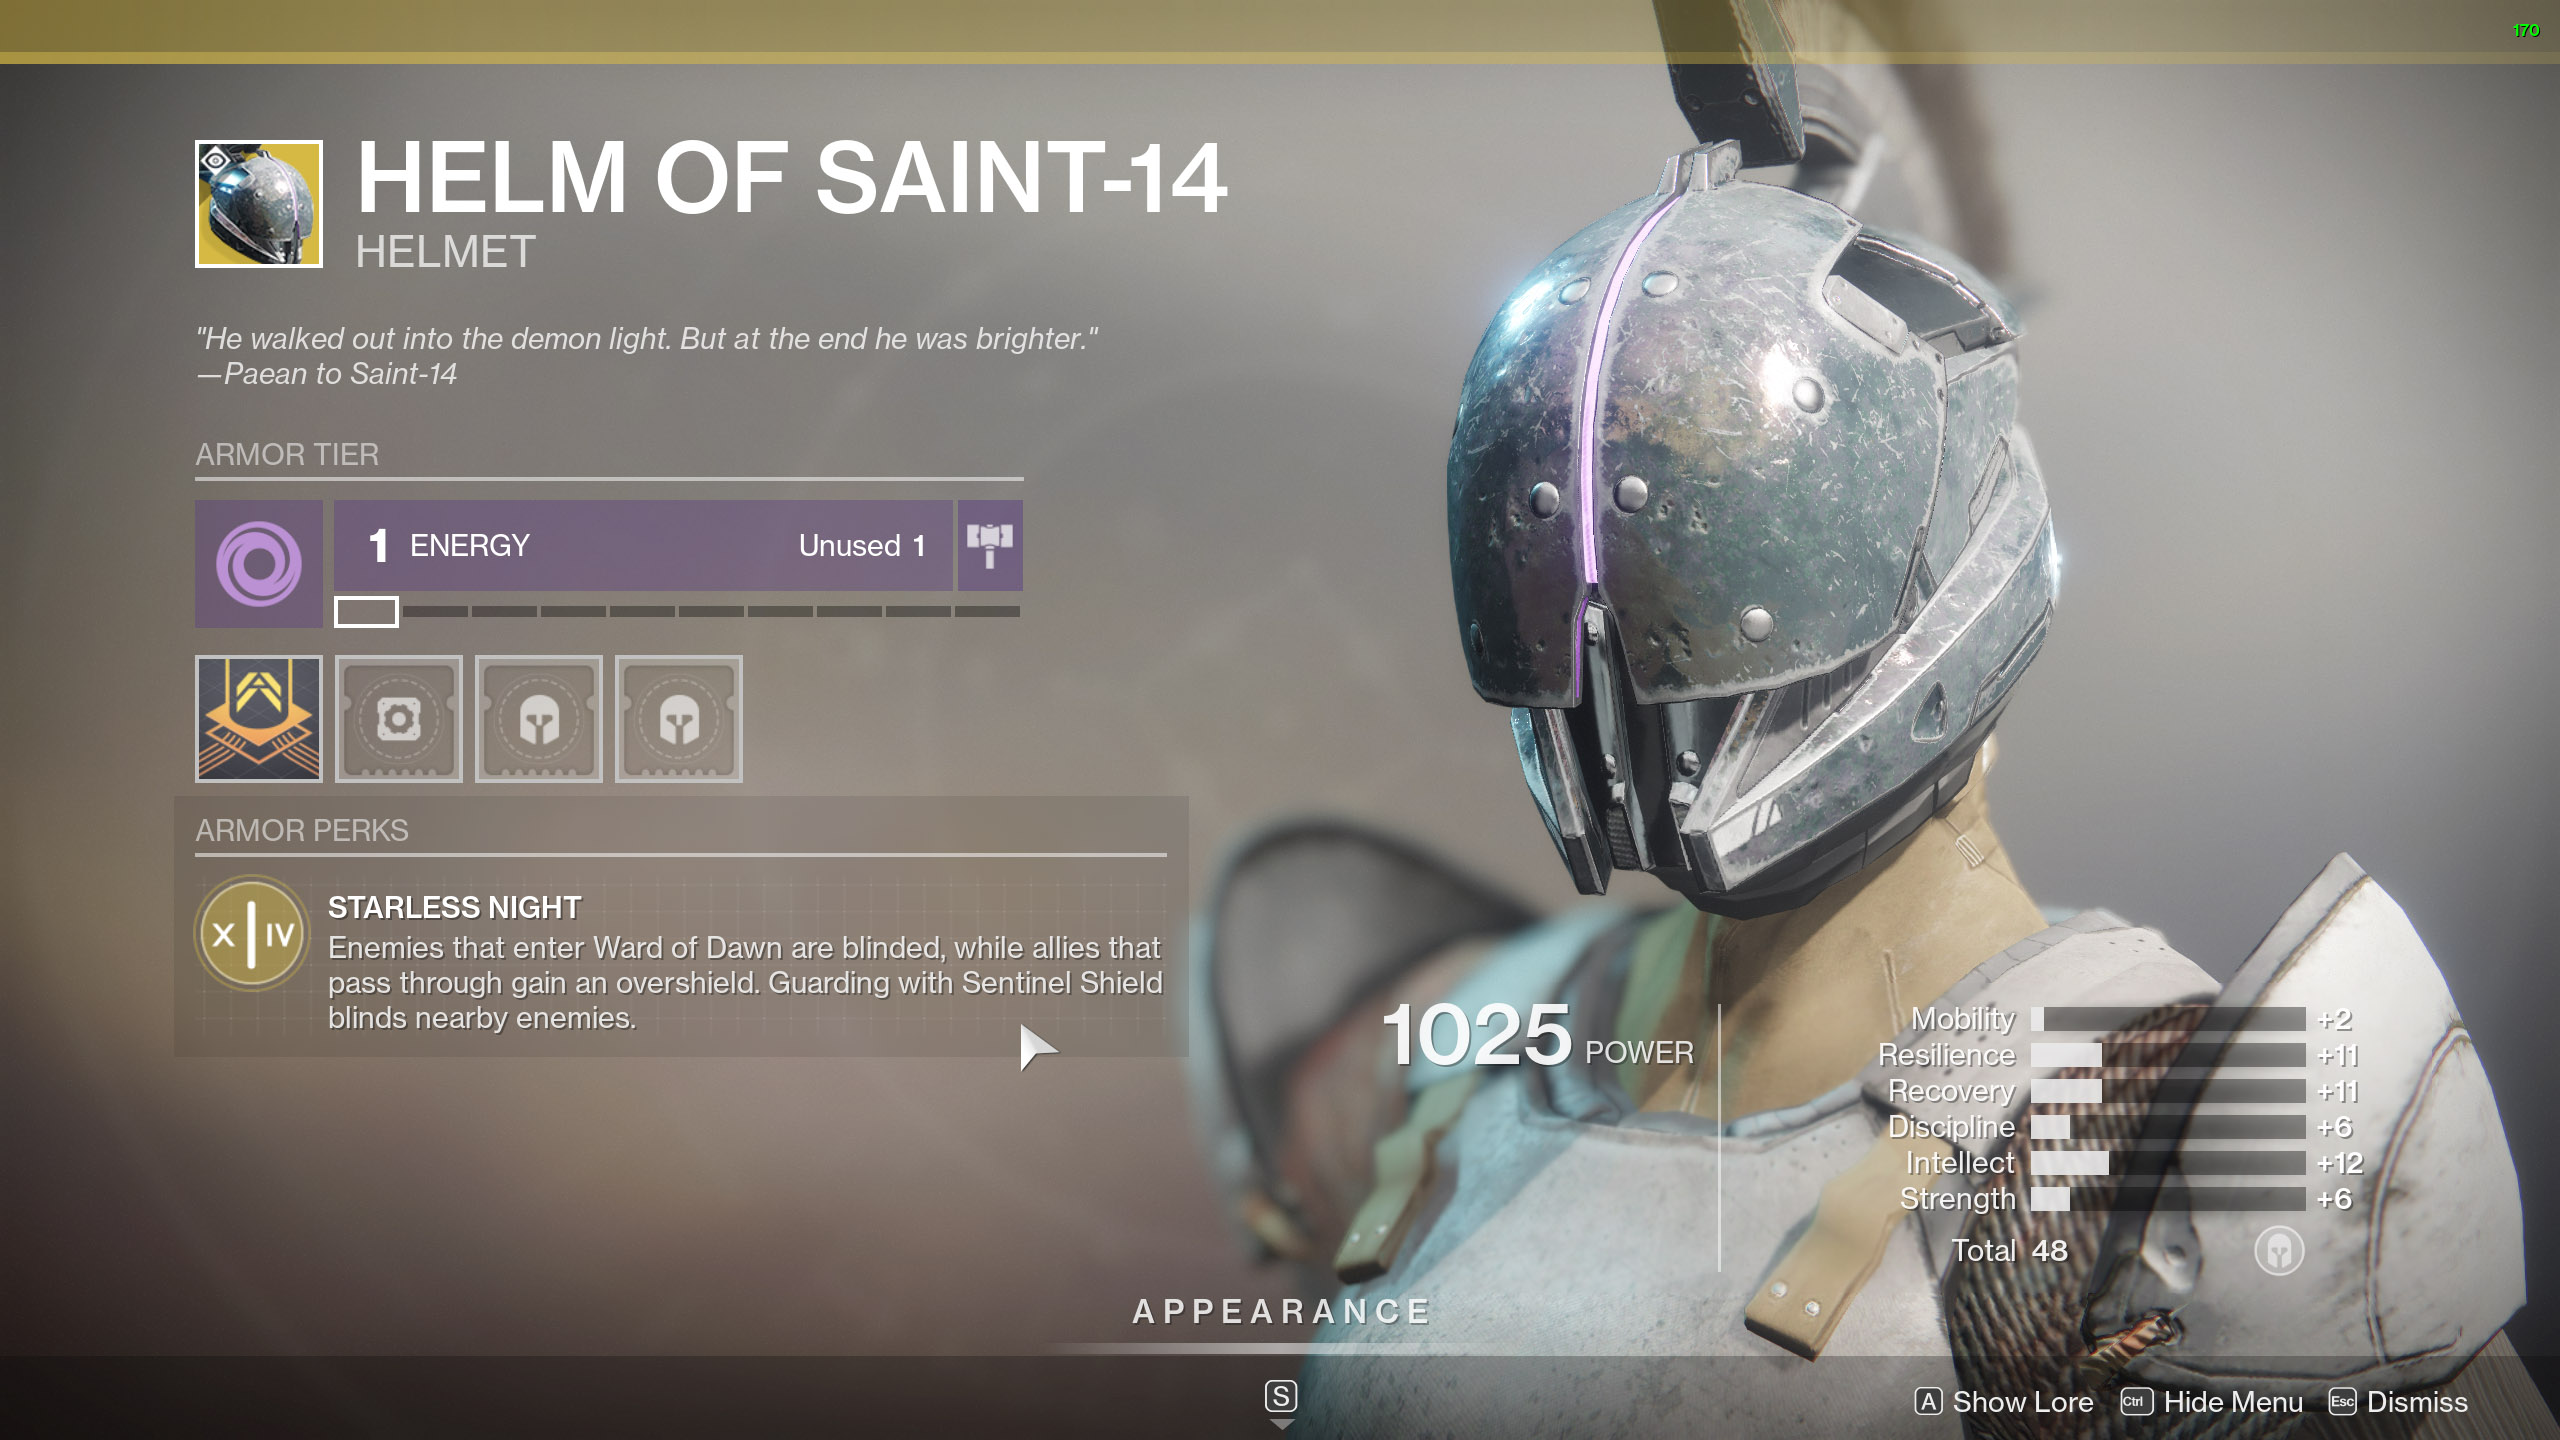 170
HELM OF SAINT-14
HELMET
"He walked out into the demon light. But at the end he was brighter."
—Paean to Saint-14
ARMOR TIER
1 ENERGY Unused 1
ARMOR PERKS
X IV
STARLESS NIGHT
Enemies that enter Ward of Dawn are blinded, while allies that
pass through gain an overshield. Guarding with Sentinel Shield
blinds nearby enemies.
1025 POWER
Mobility +2
Resilience +11
Recovery +11
Discipline +6
Intellect +12
Strength +6
Total 48
APPEARANCE
S
A Show Lore Ctrl Hide Menu Esc Dismiss